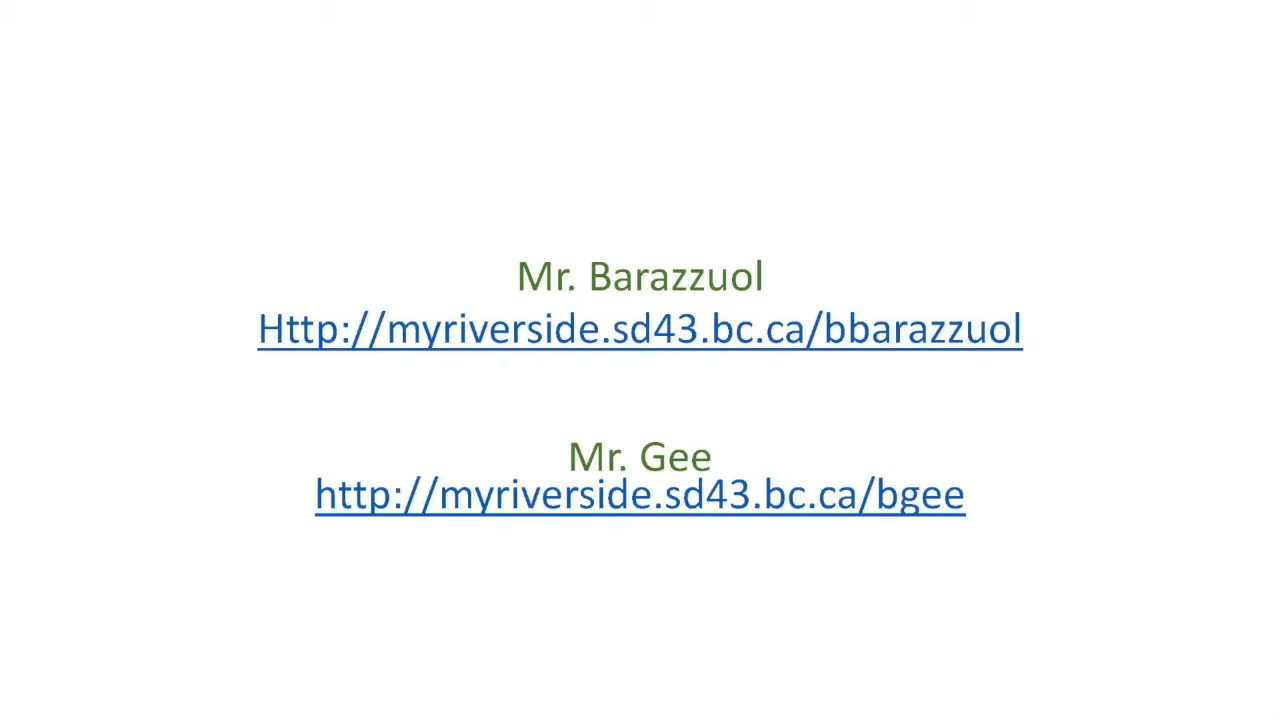 Mr. Barazzuol
Http://myriverside.sd43.bc.ca/bbarazzuol
Mr. Gee
http://myriverside.sd43.bc.ca/bgee